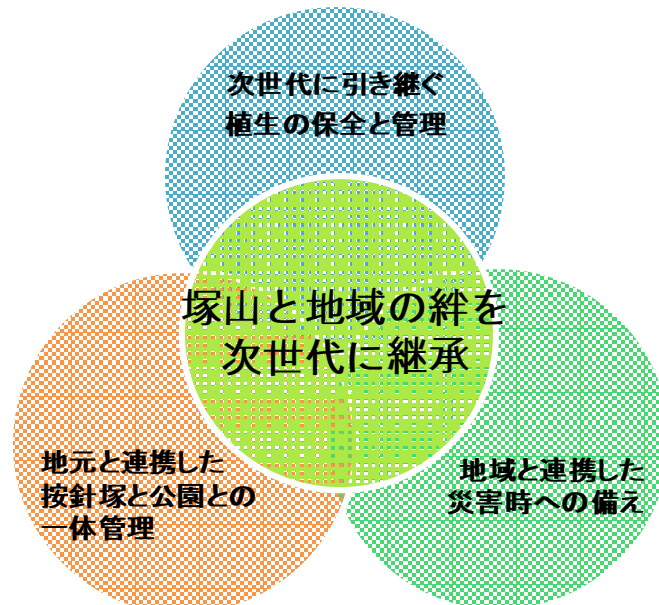 次世代に引き継ぐ
植生の保全と管理
塚山と地域の絆を
次世代に継承
地元と連携した
按針塚と公園との
一体管理
地域と連携した
災害時への備え